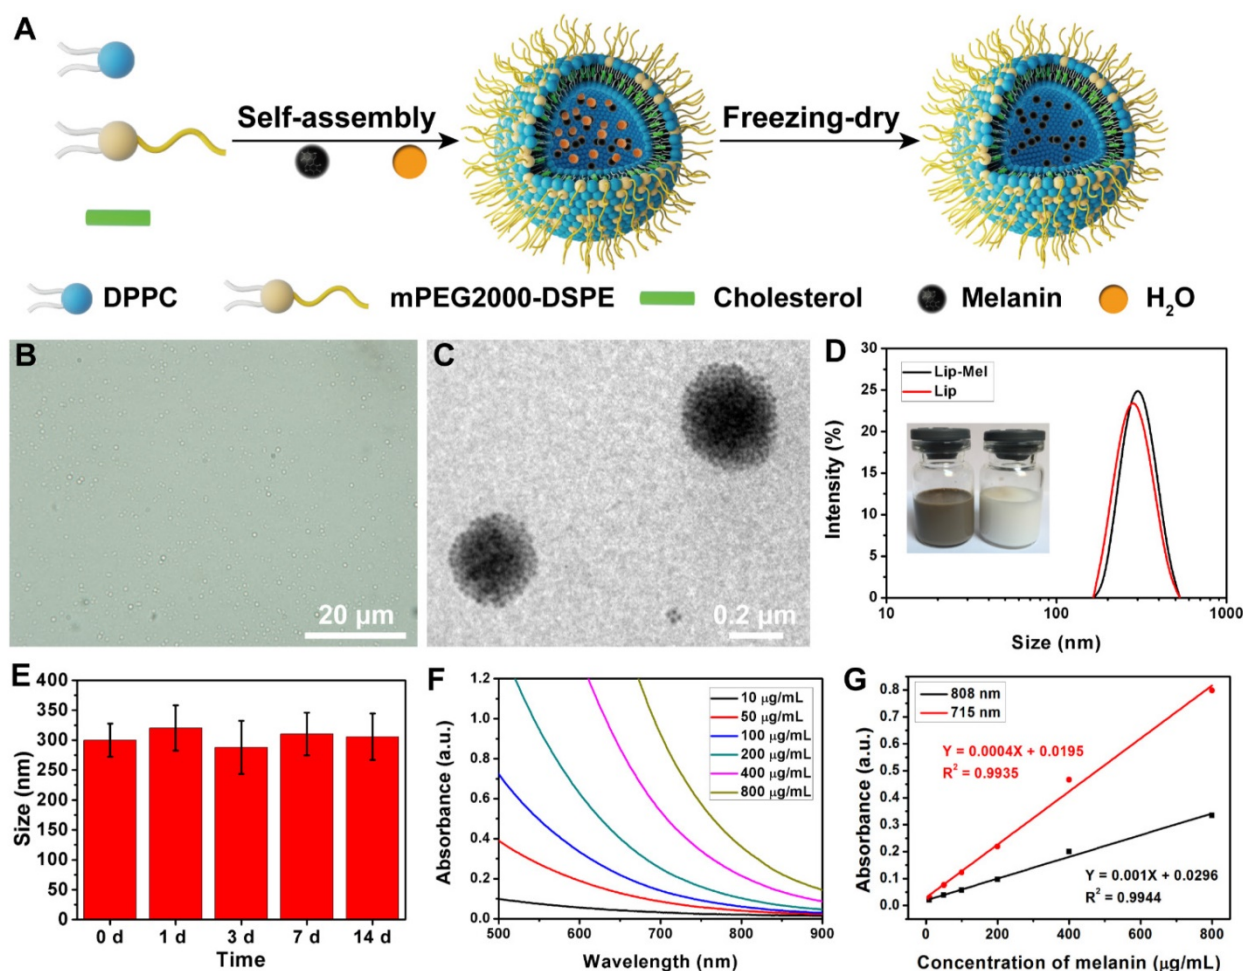 A
Self-assembly
Freezing-dry
DPPC
mPEG2000-DSPE
Cholesterol
Melanin
H₂O
B
20 μm
C
0.2 μm
D
30
25
20
15
10
5
0
Intensity (%)
Lip-Mel
Lip
10
100
1000
Size (nm)
E
400
350
300
250
200
150
100
50
0
Size (nm)
0 d
1 d
3 d
7 d
14 d
Time
F
1.2
1.0
0.8
0.6
0.4
0.2
0.0
Absorbance (a.u.)
10 μg/mL
50 μg/mL
100 μg/mL
200 μg/mL
400 μg/mL
800 μg/mL
500
600
700
800
900
Wavelength (nm)
G
0.8
0.7
0.6
0.5
0.4
0.3
0.2
0.1
0.0
Absorbance (a.u.)
808 nm
715 nm
Y = 0.0004X + 0.0195
R² = 0.9935
Y = 0.001X + 0.0296
R² = 0.9944
0
200
400
600
800
Concentration of melanin (μg/mL)